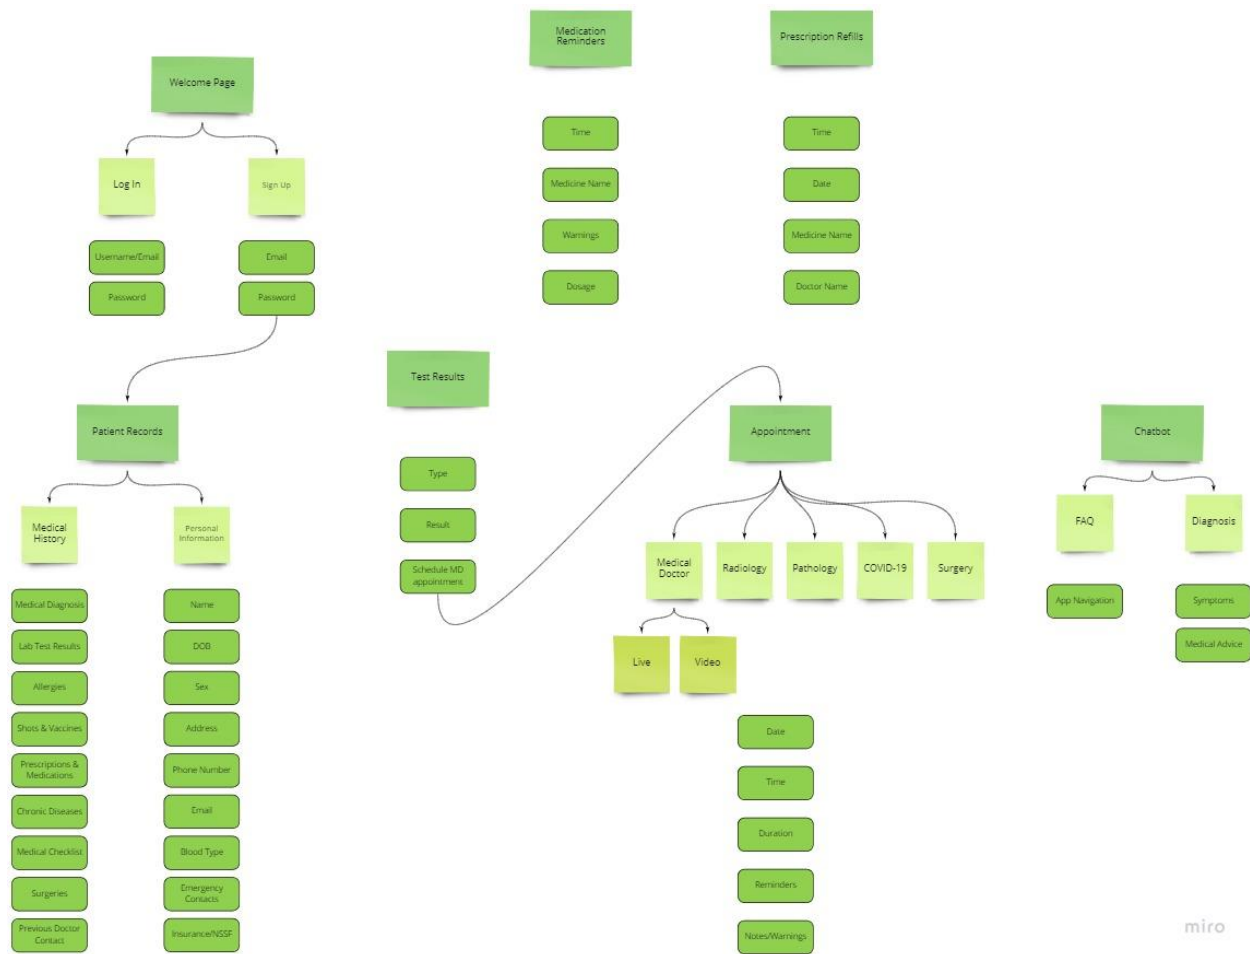 Medication
Reminders
Prescription Refills
Welcome Page
Time
Time
Log In
Sign Up
Medicine Name
Date
Warnings
Medicine Name
Username/Email
Email
Dosage
Doctor Name
Password
Password
Test Results
Patient Records
Appointment
Chatbot
Type
Medical
History
Personal
Information
Result
FAQ
Diagnosis
Medical
Doctor
Radiology
Pathology
COVID-19
Surgery
Schedule MD
appointment
Medical Diagnosis
Name
App Navigation
Symptoms
Lab Test Results
DOB
Medical Advice
Live
Video
Allergies
Sex
Shots & Vaccines
Address
Date
Prescriptions &
Medications
Phone Number
Time
Chronic Diseases
Email
Duration
Medical Checklist
Blood Type
Surgeries
Emergency
Contacts
Reminders
Previous Doctor
Contact
Insurance/NSSF
Notes/Warnings
miro